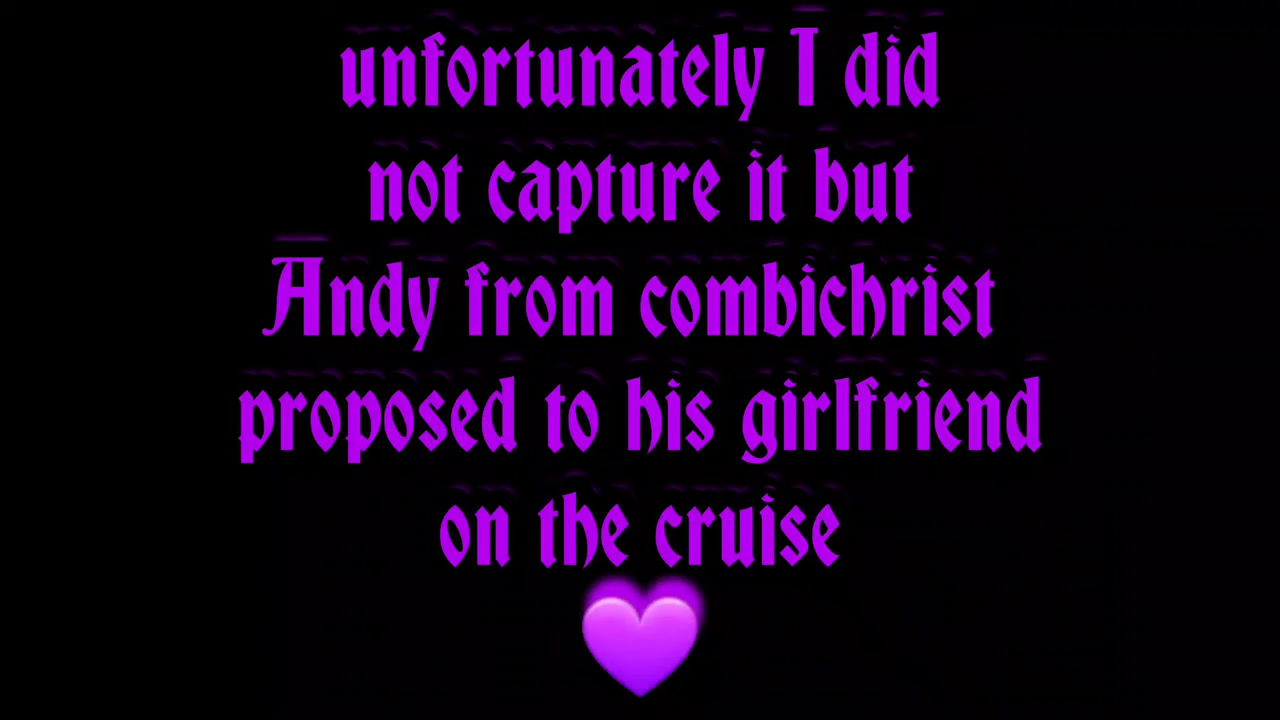 unfortunately I did
not capture it but
Andy from combichrist
proposed to his girlfriend
on the cruise
💜